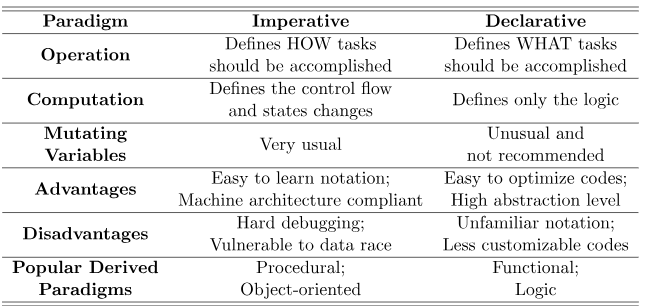 Paradigm Imperative Declarative
Operation Defines HOW tasks should be accomplished Defines WHAT tasks should be accomplished
Computation Defines the control flow and states changes Defines only the logic
Mutating Variables Very usual Unusual and not recommended
Advantages Easy to learn notation; Machine architecture compliant Easy to optimize codes; High abstraction level
Disadvantages Hard debugging; Vulnerable to data race Unfamiliar notation; Less customizable codes
Popular Derived Paradigms Procedural; Object-oriented Functional; Logic